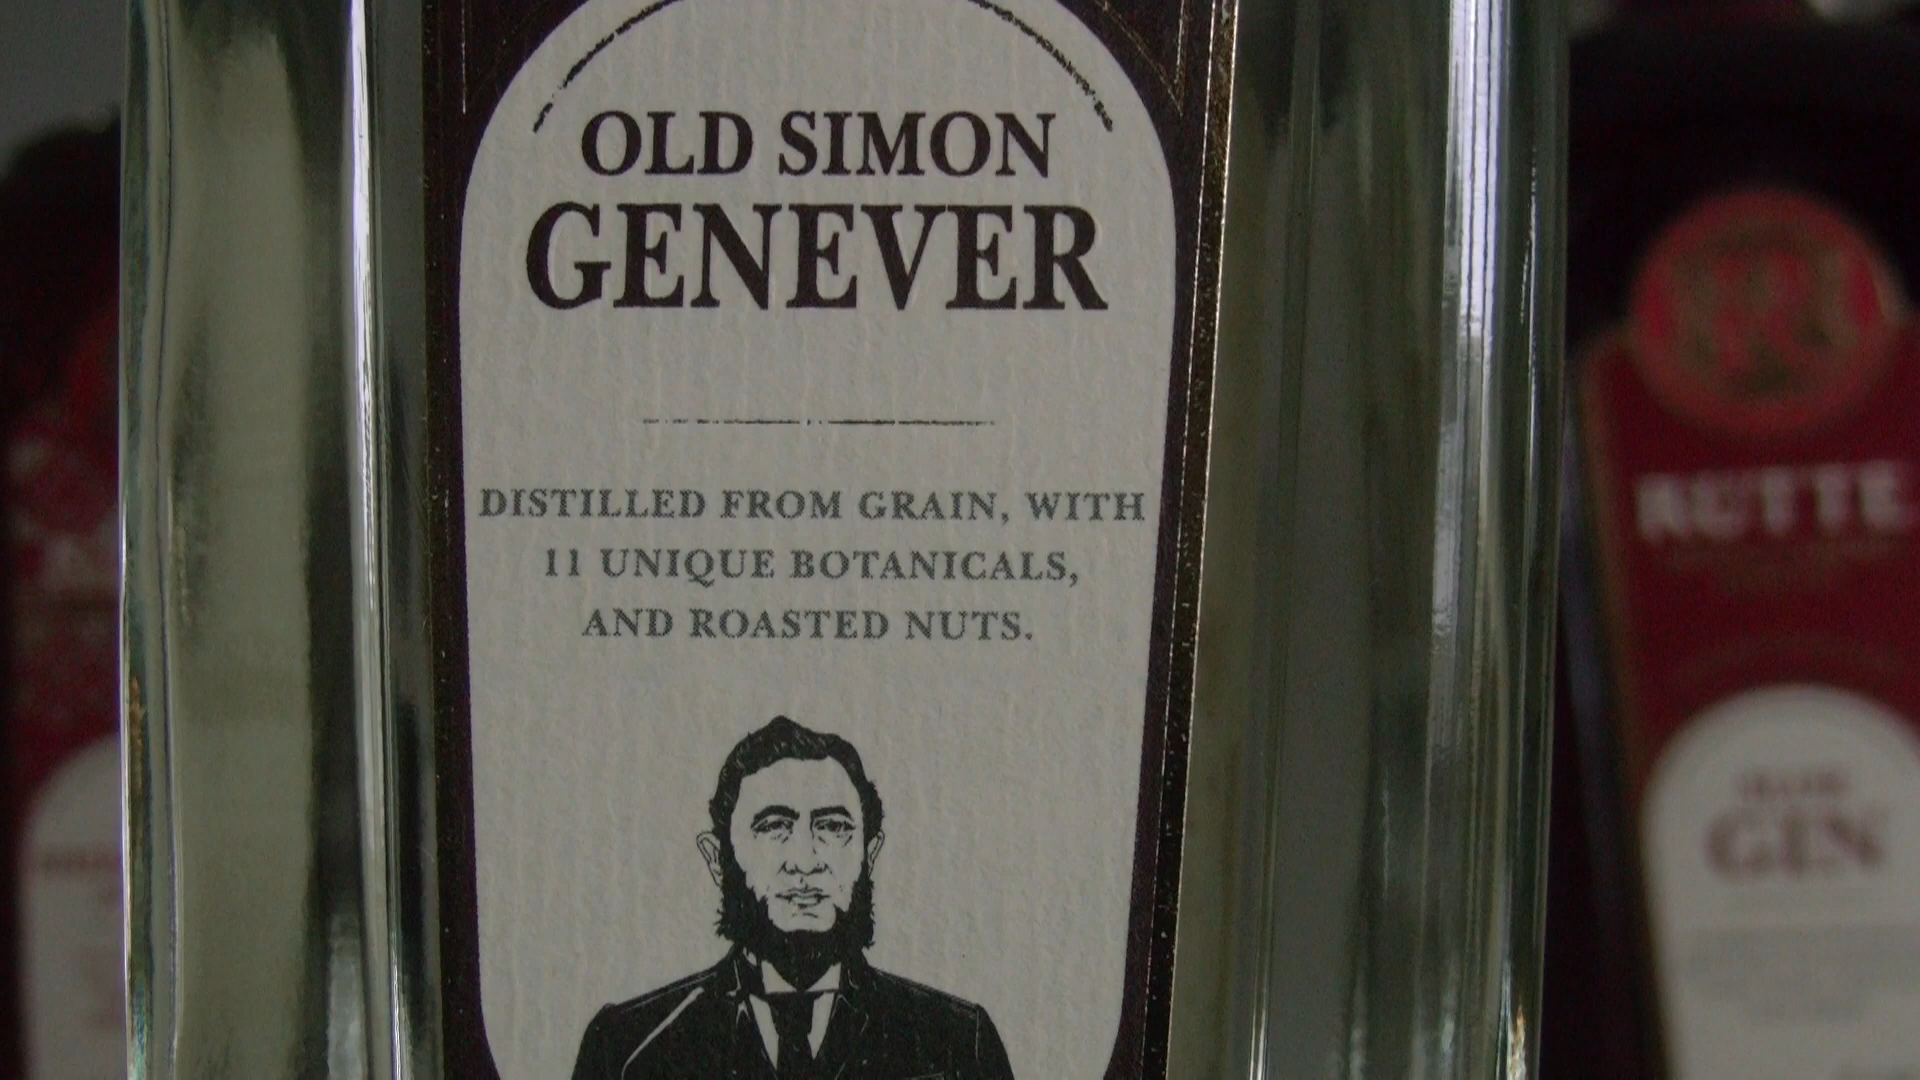 OLD SIMON
GENEVER
DISTILLED FROM GRAIN, WITH
11 UNIQUE BOTANICALS,
AND ROASTED NUTS.
RUTTE
GIN